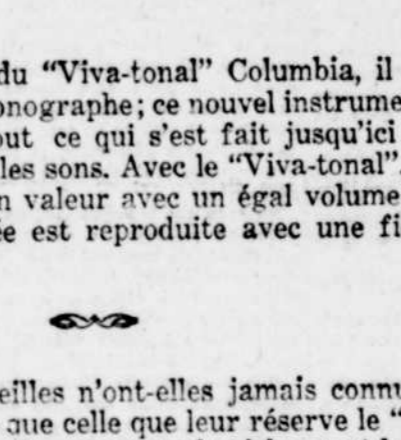 du "Viva-tonal" Columbia, il
onographe; ce nouvel instrume
out ce qui s'est fait jusqu'ici
les sons. Avec le "Viva-tonal".
n valeur avec un égal volume
ée est reproduite avec une fi
eilles n'ont-elles jamais connu
que celle que leur réserve le "